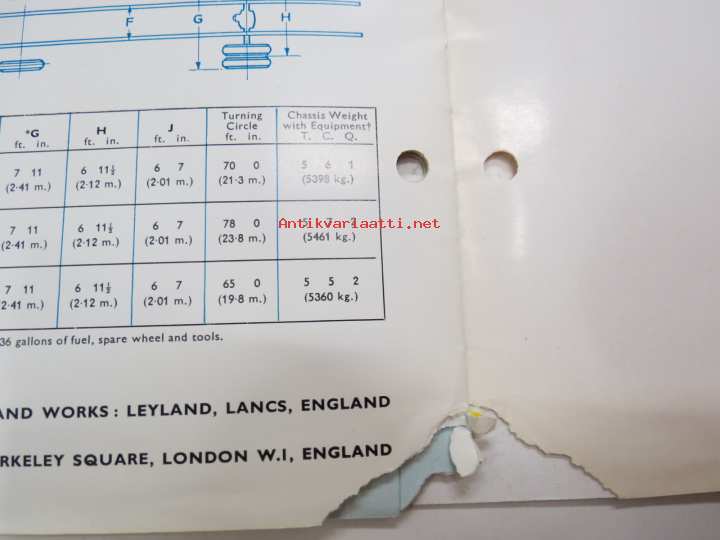 F G H
Turning Chassis Weight
*G H J Circle with Equipment†
ft. in. ft. in. ft. in. ft. in. T. C. Q.
7 11 6 11½ 6 7 70 0 5 6 1
(2·41 m.) (2·12 m.) (2·01 m.) (21·3 m.) (5398 kg.)
7 11 6 11½ 6 7 78 0 5 7 2
(2·41 m.) (2·12 m.) (2·01 m.) (23·8 m.) (5461 kg.)
Antikvariaatti.net
7 11 6 11½ 6 7 65 0 5 5 2
2·41 m.) (2·12 m.) (2·01 m.) (19·8 m.) (5360 kg.)
36 gallons of fuel, spare wheel and tools.
AND WORKS: LEYLAND, LANCS, ENGLAND
RKELEY SQUARE, LONDON W.I, ENGLAND